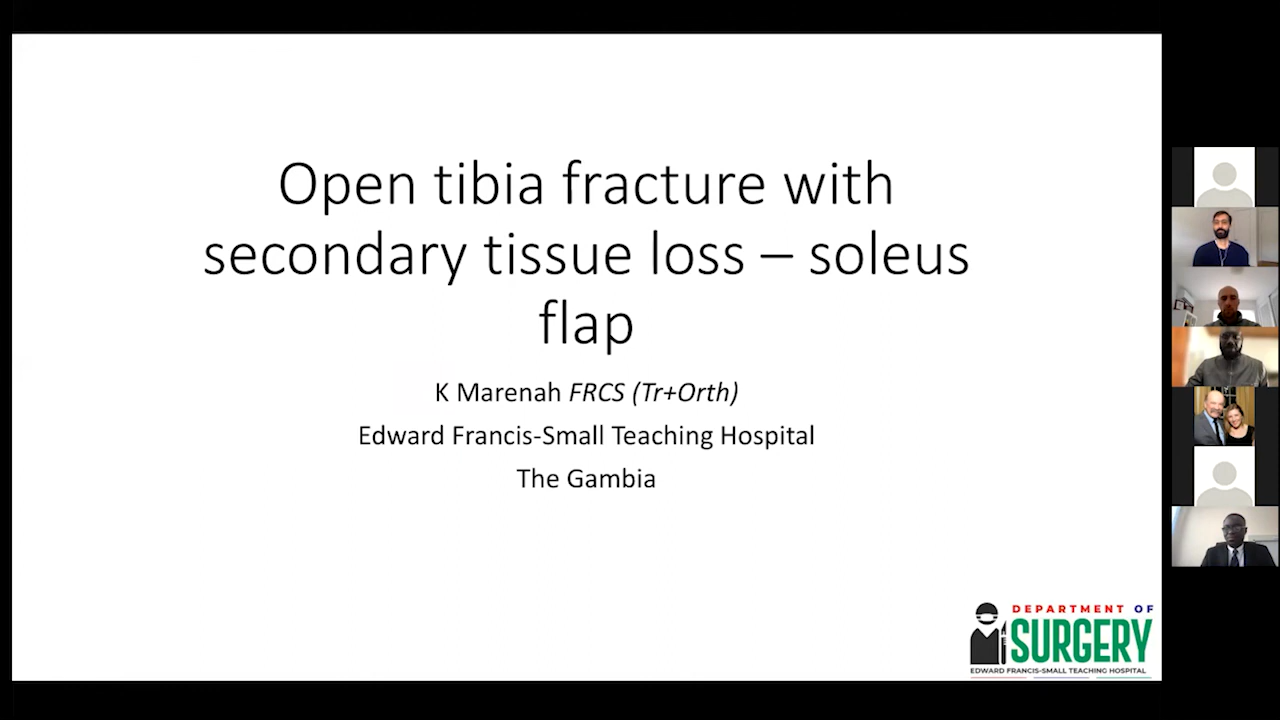 Open tibia fracture with
secondary tissue loss – soleus
flap
K Marenah FRCS (Tr+Orth)
Edward Francis-Small Teaching Hospital
The Gambia
DEPARTMENT OF
SURGERY
EDWARD FRANCIS-SMALL TEACHING HOSPITAL